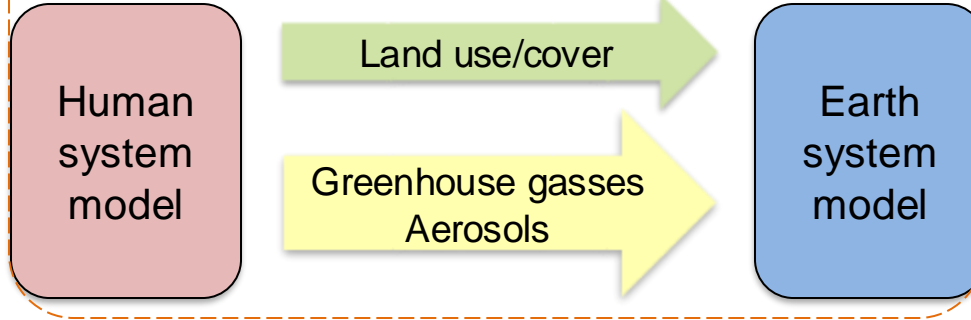 Human
system
model
Land use/cover
Greenhouse gasses
Aerosols
Earth
system
model